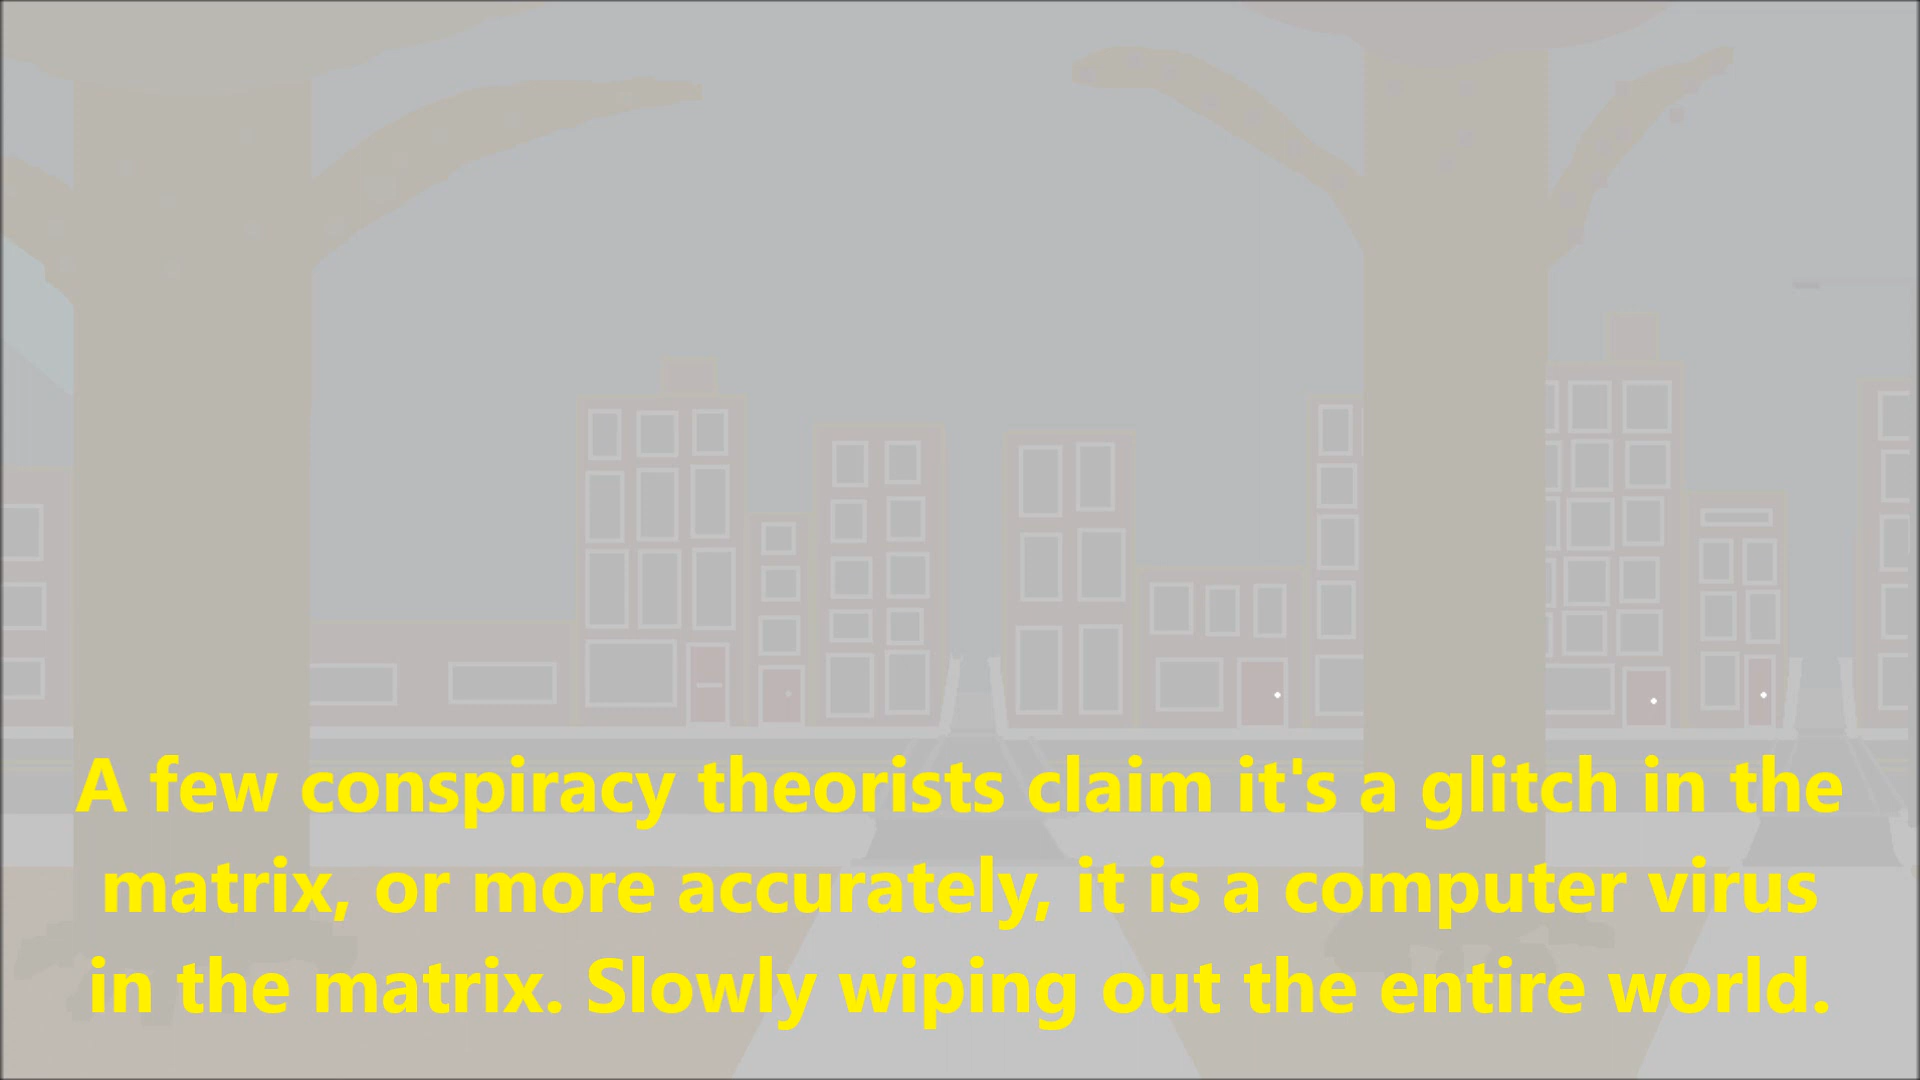 A few conspiracy theorists claim it's a glitch in the
matrix, or more accurately, it is a computer virus
in the matrix. Slowly wiping out the entire world.